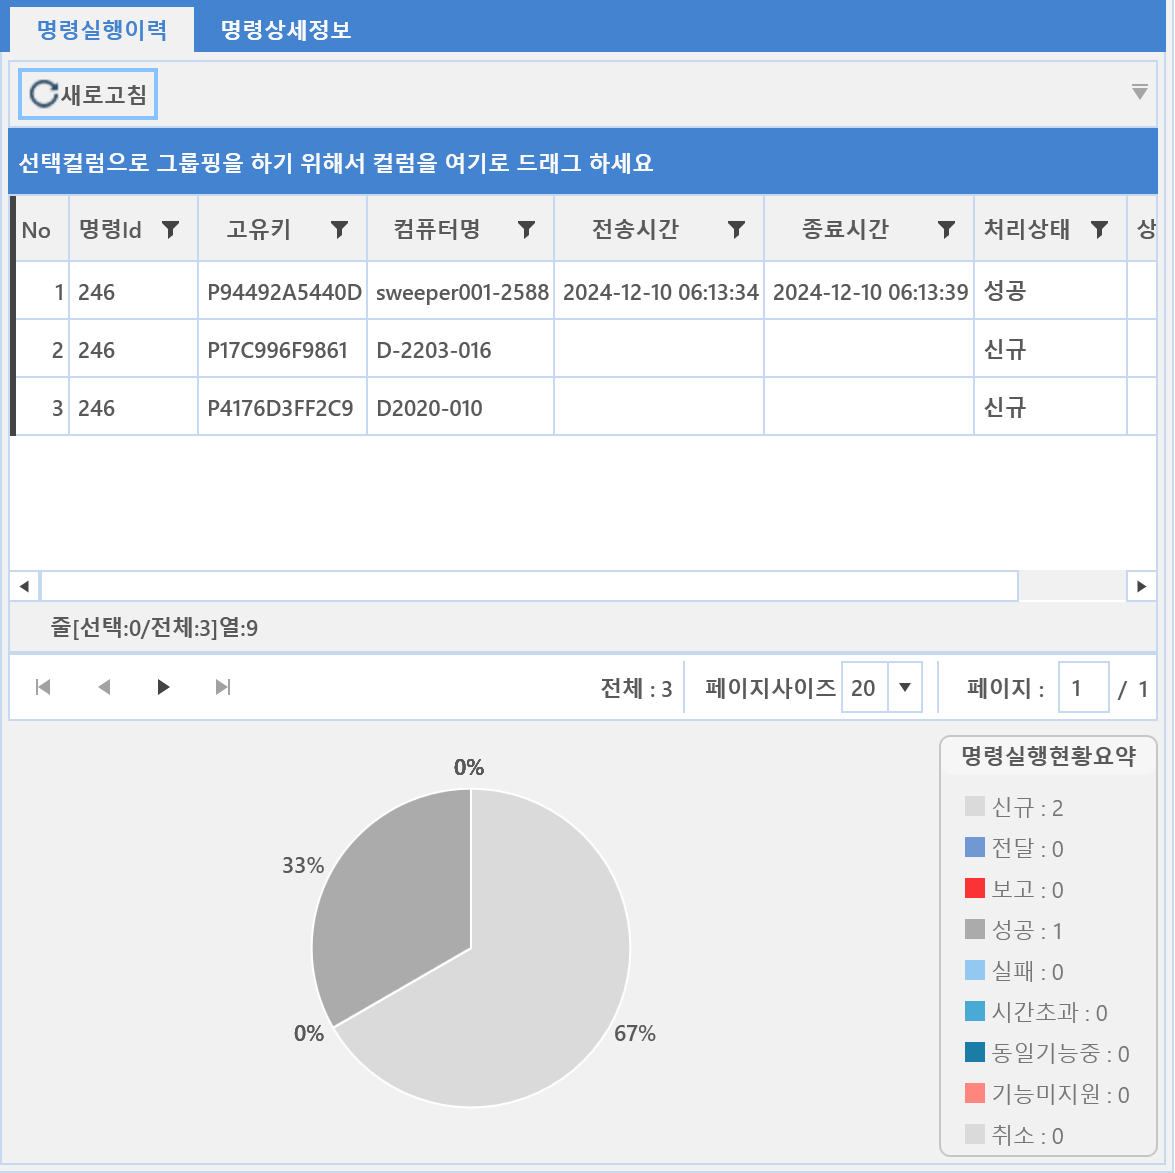 명령실행이력 명령상세정보
새로고침
선택컬럼으로 그룹핑을 하기 위해서 컬럼을 여기로 드래그 하세요
No 명령Id 고유키 컴퓨터명 전송시간 종료시간 처리상태 상
1 246 P94492A5440D sweeper001-2588 2024-12-10 06:13:34 2024-12-10 06:13:39 성공
2 246 P17C996F9861 D-2203-016 신규
3 246 P4176D3FF2C9 D2020-010 신규
줄[선택:0/전체:3]열:9
전체 : 3 페이지사이즈 20 페이지 : 1 / 1
0%
33%
0%
67%
명령실행현황요약
신규 : 2
전달 : 0
보고 : 0
성공 : 1
실패 : 0
시간초과 : 0
동일기능중 : 0
기능미지원 : 0
취소 : 0